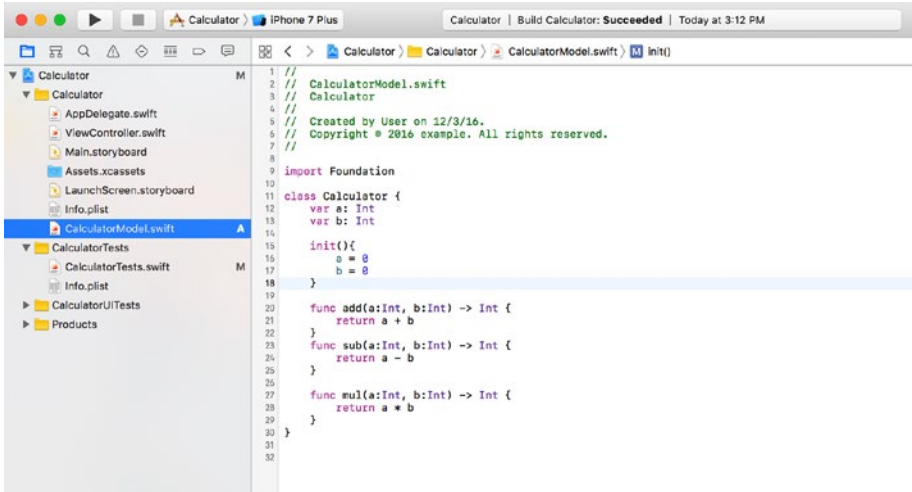 Calculator
iPhone 7 Plus
Calculator | Build Calculator: Succeeded | Today at 3:12 PM
Calculator
Calculator
CalculatorModel.swift
M init()
Calculator M
Calculator
AppDelegate.swift
ViewController.swift
Main.storyboard
Assets.xcassets
LaunchScreen.storyboard
Info.plist
CalculatorModel.swift A
CalculatorTests
CalculatorTests.swift M
Info.plist
CalculatorUITests
Products
1 //
2 // CalculatorModel.swift
3 // Calculator
4 //
5 // Created by User on 12/3/16.
6 // Copyright © 2016 example. All rights reserved.
7 //
8
9 import Foundation
10
11 class Calculator {
12 var a: Int
13 var b: Int
14
15 init(){
16 a = 0
17 b = 0
18 }
19
20 func add(a:Int, b:Int) -> Int {
21 return a + b
22 }
23 func sub(a:Int, b:Int) -> Int {
24 return a - b
25 }
26
27 func mul(a:Int, b:Int) -> Int {
28 return a * b
29 }
30 }
31
32